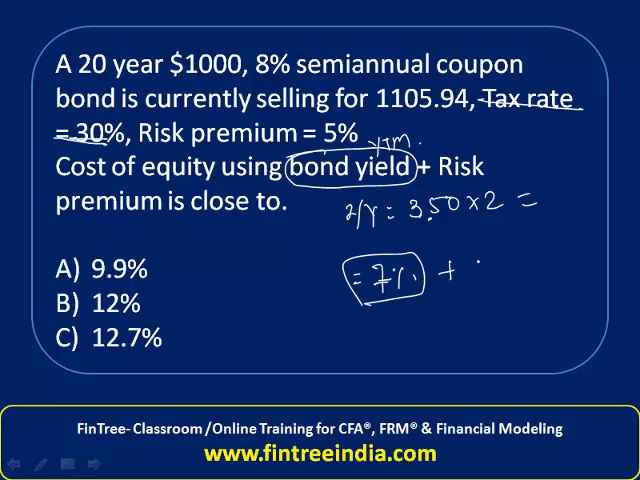 A 20 year $1000, 8% semiannual coupon
bond is currently selling for 1105.94, Tax rate
= 30%, Risk premium = 5%
ytm.
Cost of equity using bond yield + Risk
premium is close to.
I/Y = 3.50 x 2 =
= 7% +
A) 9.9%
B) 12%
C) 12.7%
FinTree- Classroom /Online Training for CFA®, FRM® & Financial Modeling
www.fintreeindia.com